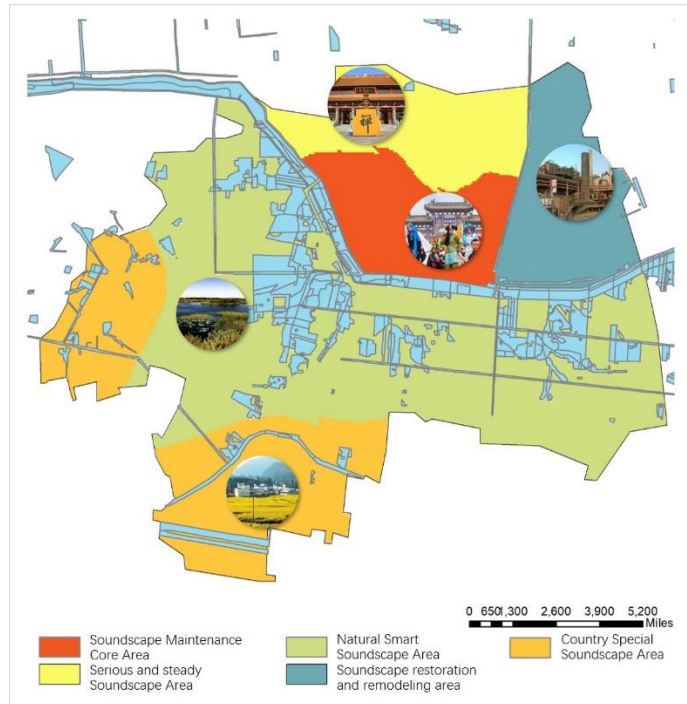 禅
0 650 1,300 2,600 3,900 5,200
Miles
Soundscape Maintenance
Core Area
Natural Smart
Soundscape Area
Country Special
Soundscape Area
Serious and steady
Soundscape Area
Soundscape restoration
and remodeling area